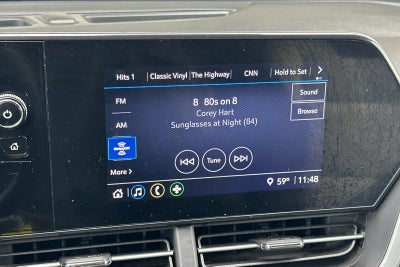 Hits 1 Classic Vinyl The Highway CNN Hold to Set
FM 8 80s on 8 Sound
Corey Hart
Browse
AM Sunglasses at Night (84)
More > Tune
59° 11:48